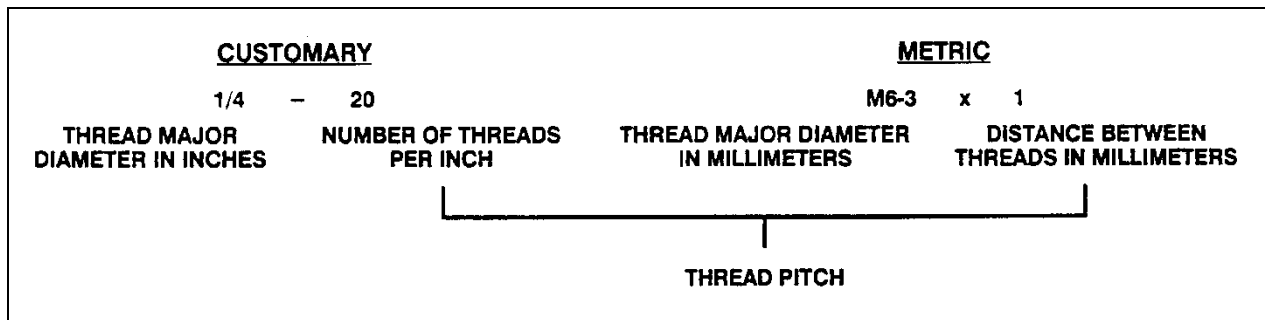 CUSTOMARY
1/4 – 20
THREAD MAJOR
DIAMETER IN INCHES
NUMBER OF THREADS
PER INCH
METRIC
M6-3 x 1
THREAD MAJOR DIAMETER
IN MILLIMETERS
DISTANCE BETWEEN
THREADS IN MILLIMETERS
THREAD PITCH